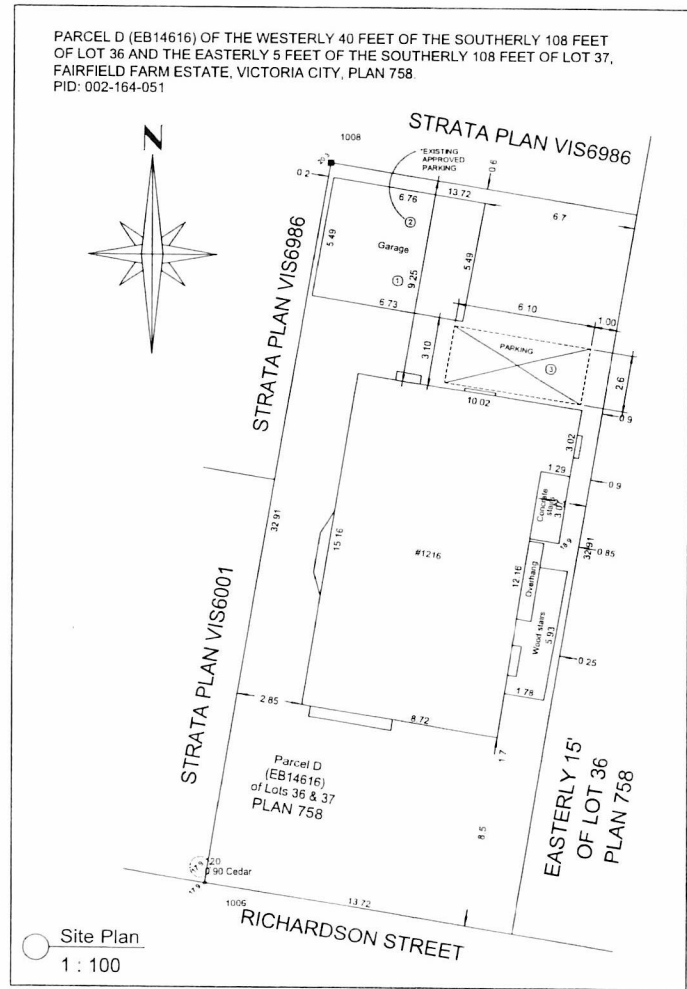 PARCEL D (EB14616) OF THE WESTERLY 40 FEET OF THE SOUTHERLY 108 FEET
OF LOT 36 AND THE EASTERLY 5 FEET OF THE SOUTHERLY 108 FEET OF LOT 37,
FAIRFIELD FARM ESTATE, VICTORIA CITY, PLAN 758.
PID: 002-164-051
N
1008
STRATA PLAN VIS6986
*EXISTING
APPROVED
PARKING
0.2
0.6
6.76
13.72
6.7
2
STRATA PLAN VIS6986
5.49
Garage
1
9.25
5.49
6.73
6.10
1.00
3.10
PARKING
3
2.6
10.02
0.9
3.02
1.29
0.9
Concrete
stairs
3.07
32.91
15.16
#1216
32.91
0.85
12.16
Overhang
Wood stairs
5.93
0.25
STRATA PLAN VIS6001
2.85
1.78
8.72
1.7
Parcel D
(EB14616)
of Lots 36 & 37
PLAN 758
8.5
EASTERLY 15'
OF LOT 36
PLAN 758
120
0.90 Cedar
1006
13.72
RICHARDSON STREET
Site Plan
1 : 100